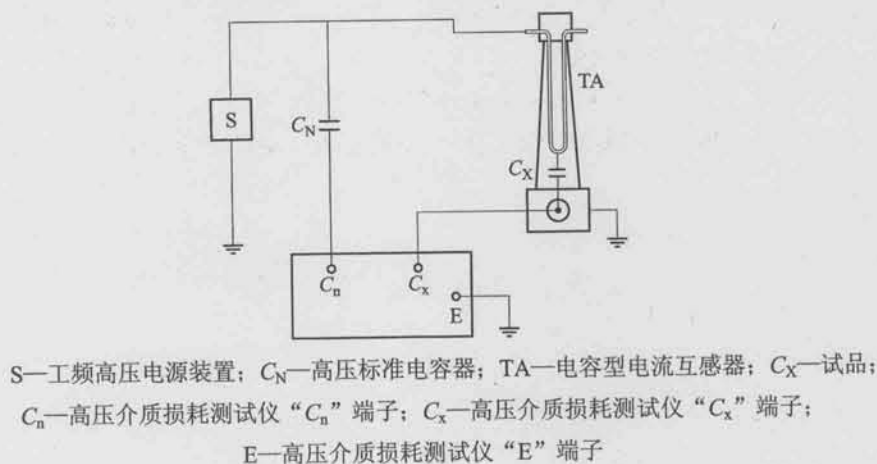 S
C_N
TA
C_X
C_n
C_x
E
S—工频高压电源装置；C_N—高压标准电容器；TA—电容型电流互感器；C_X—试品；
C_n—高压介质损耗测试仪“C_n”端子；C_x—高压介质损耗测试仪“C_x”端子；
E—高压介质损耗测试仪“E”端子